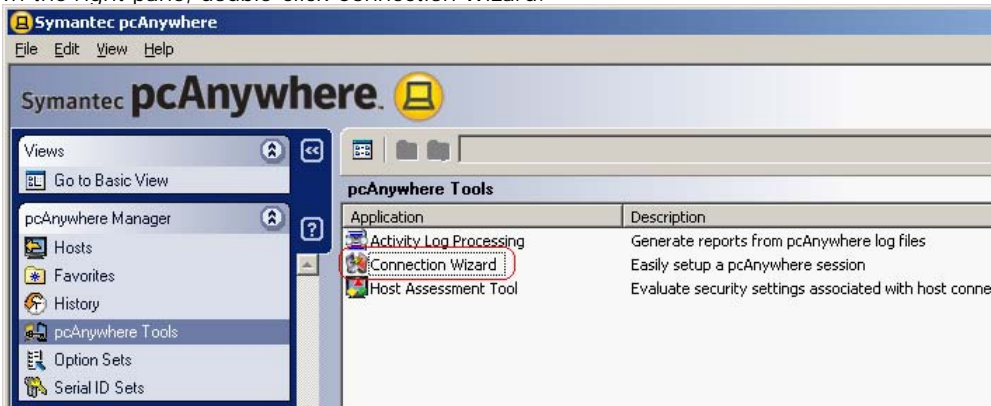 In the right pane, double-click Connection Wizard.
Symantec pcAnywhere
File Edit View Help
Symantec pcAnywhere.
Views
Go to Basic View
pcAnywhere Manager
Hosts
Favorites
History
pcAnywhere Tools
Option Sets
Serial ID Sets
pcAnywhere Tools
Application Description
Activity Log Processing Generate reports from pcAnywhere log files
Connection Wizard Easily setup a pcAnywhere session
Host Assessment Tool Evaluate security settings associated with host conne